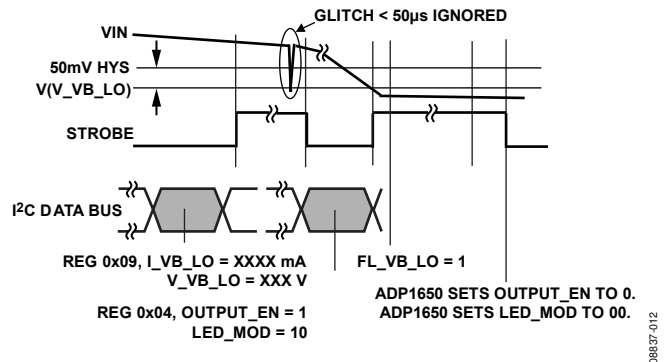 GLITCH < 50µs IGNORED
VIN
50mV HYS
V(V_VB_LO)
STROBE
I2C DATA BUS
REG 0x09, I_VB_LO = XXXX mA
V_VB_LO = XXX V
FL_VB_LO = 1
REG 0x04, OUTPUT_EN = 1
LED_MOD = 10
ADP1650 SETS OUTPUT_EN TO 0.
ADP1650 SETS LED_MOD TO 00.
08837-012